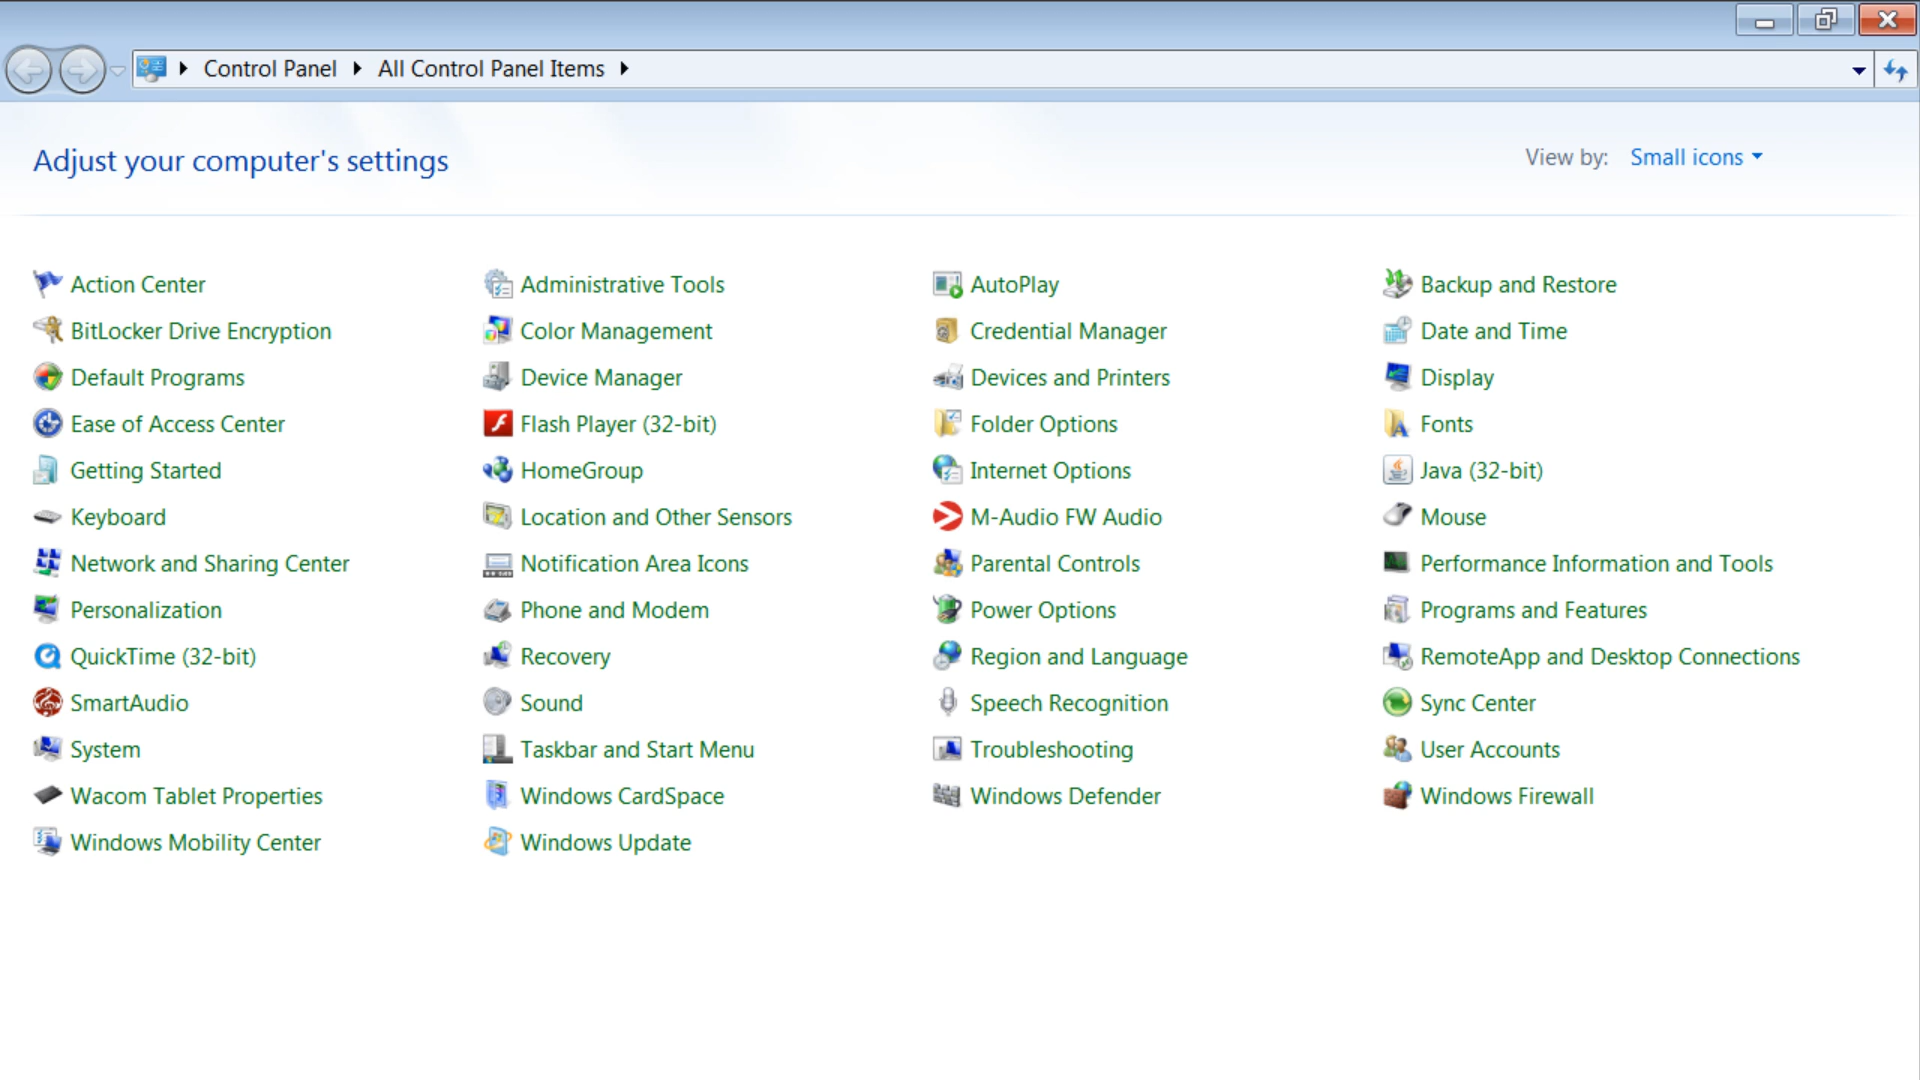 Control Panel All Control Panel Items
Adjust your computer's settings
View by: Small icons
Action Center Administrative Tools AutoPlay Backup and Restore
BitLocker Drive Encryption Color Management Credential Manager Date and Time
Default Programs Device Manager Devices and Printers Display
Ease of Access Center Flash Player (32-bit) Folder Options Fonts
Getting Started HomeGroup Internet Options Java (32-bit)
Keyboard Location and Other Sensors M-Audio FW Audio Mouse
Network and Sharing Center Notification Area Icons Parental Controls Performance Information and Tools
Personalization Phone and Modem Power Options Programs and Features
QuickTime (32-bit) Recovery Region and Language RemoteApp and Desktop Connections
SmartAudio Sound Speech Recognition Sync Center
System Taskbar and Start Menu Troubleshooting User Accounts
Wacom Tablet Properties Windows CardSpace Windows Defender Windows Firewall
Windows Mobility Center Windows Update